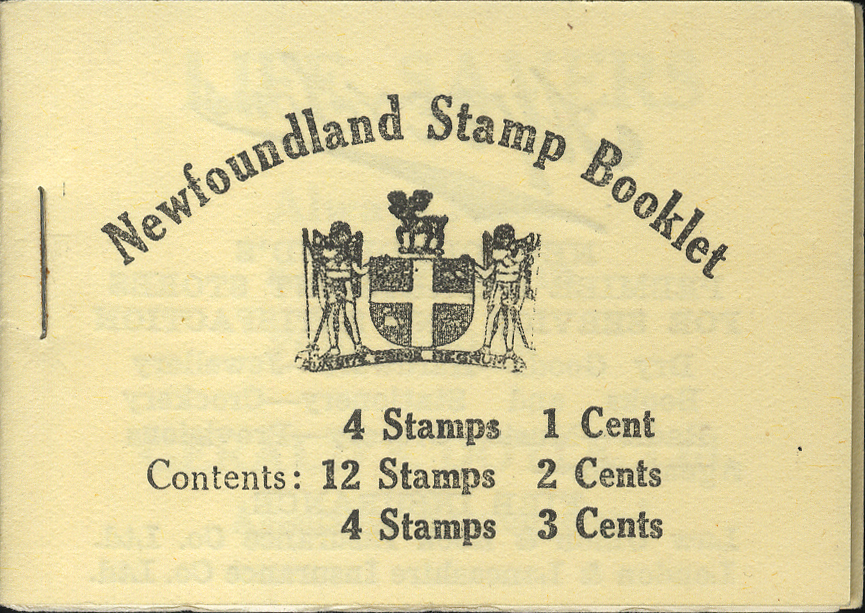 Newfoundland Stamp Booklet
4 Stamps 1 Cent
Contents: 12 Stamps 2 Cents
4 Stamps 3 Cents